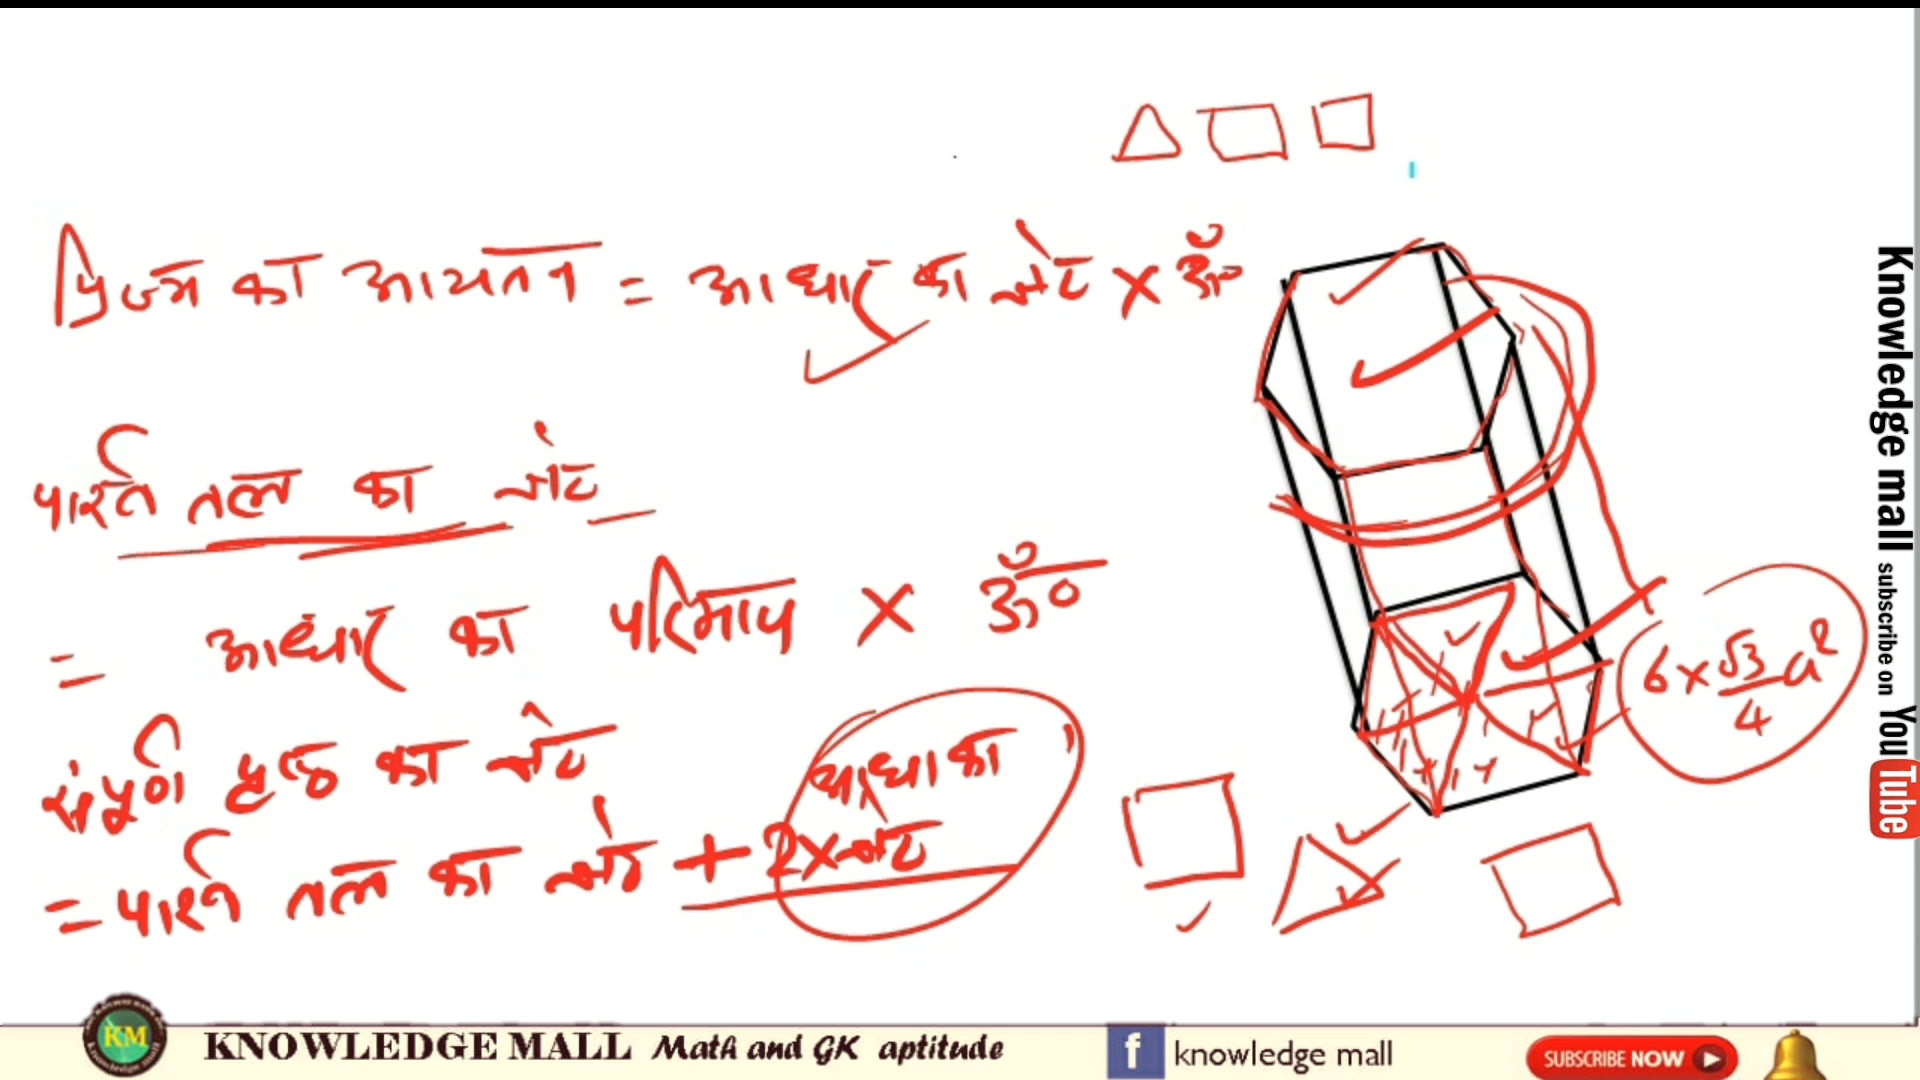 प्रिज्म का आयतन = आधार का क्षे० × ऊँ०
पार्श्व तल का क्षे०
= आधार का परिमाप × ऊँ०
संपूर्ण पृष्ठ का क्षे०
= पार्श्व तल का क्षे० + 2 × आधार का क्षे०
6 × √3/4 a²
Knowledge mall subscribe on YouTube
KM
KNOWLEDGE MALL Math and GK aptitude
f knowledge mall
SUBSCRIBE NOW